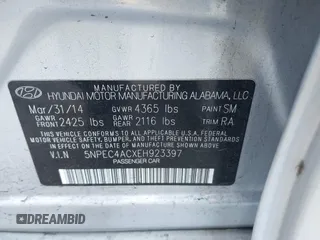 MANUFACTURED BY
HYUNDAI MOTOR MANUFACTURING ALABAMA, LLC
Mar/31/14 GVWR 4365 lbs PAINT SM
GAWR FRONT 2425 lbs GAWR REAR 2116 lbs TRIM RA
THIS VEHICLE CONFORMS TO ALL APPLICABLE U.S. FEDERAL MOTOR
VEHICLE SAFETY, BUMPER, AND THEFT PREVENTION STANDARDS IN
EFFECT ON THE DATE OF MANUFACTURE SHOWN ABOVE.
V.I.N 5NPEC4ACXEH923397
PASSENGER CAR